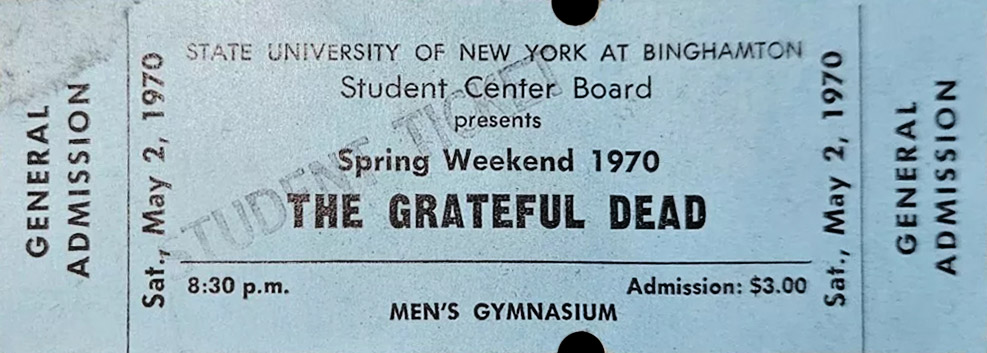 GENERAL
ADMISSION
Sat., May 2, 1970
STATE UNIVERSITY OF NEW YORK AT BINGHAMTON
Student Center Board
presents
Spring Weekend 1970
THE GRATEFUL DEAD
STUDENT TICKET
8:30 p.m.
Admission: $3.00
MEN'S GYMNASIUM
Sat., May 2, 1970
GENERAL
ADMISSION